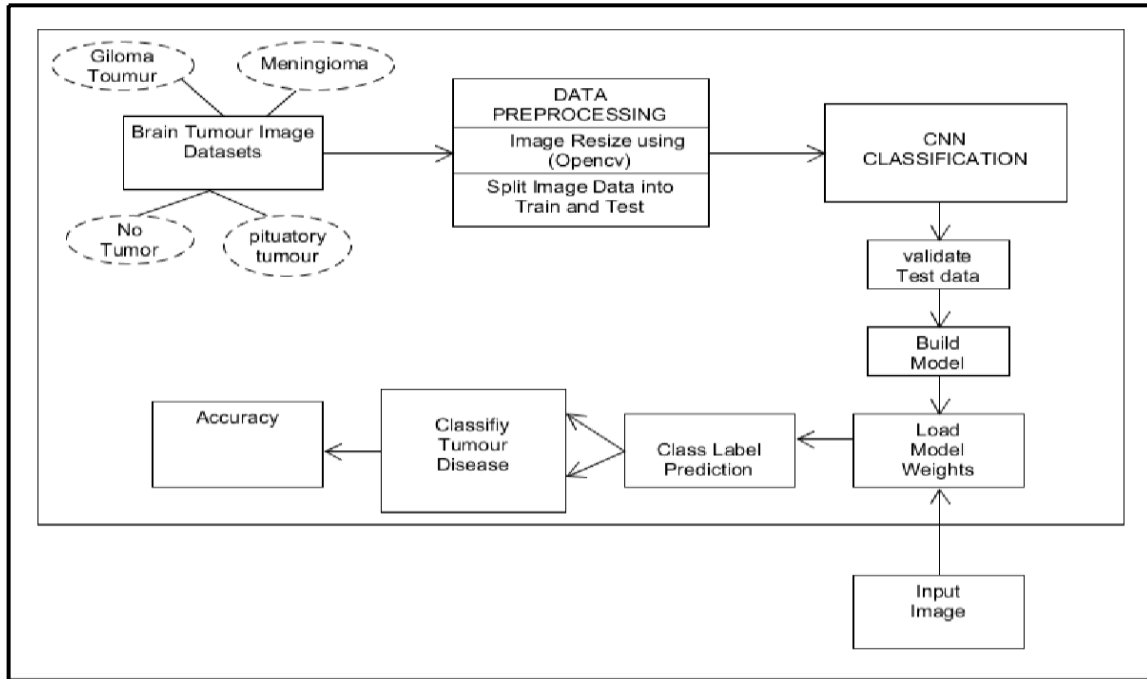 Giloma
Toumur
Meningioma
Brain Tumour Image
Datasets
No
Tumor
pituatory
tumour
DATA
PREPROCESSING
Image Resize using
(Opencv)
Split Image Data into
Train and Test
CNN
CLASSIFICATION
validate
Test data
Build
Model
Load
Model
Weights
Class Label
Prediction
Classifiy
Tumour
Disease
Accuracy
Input
Image